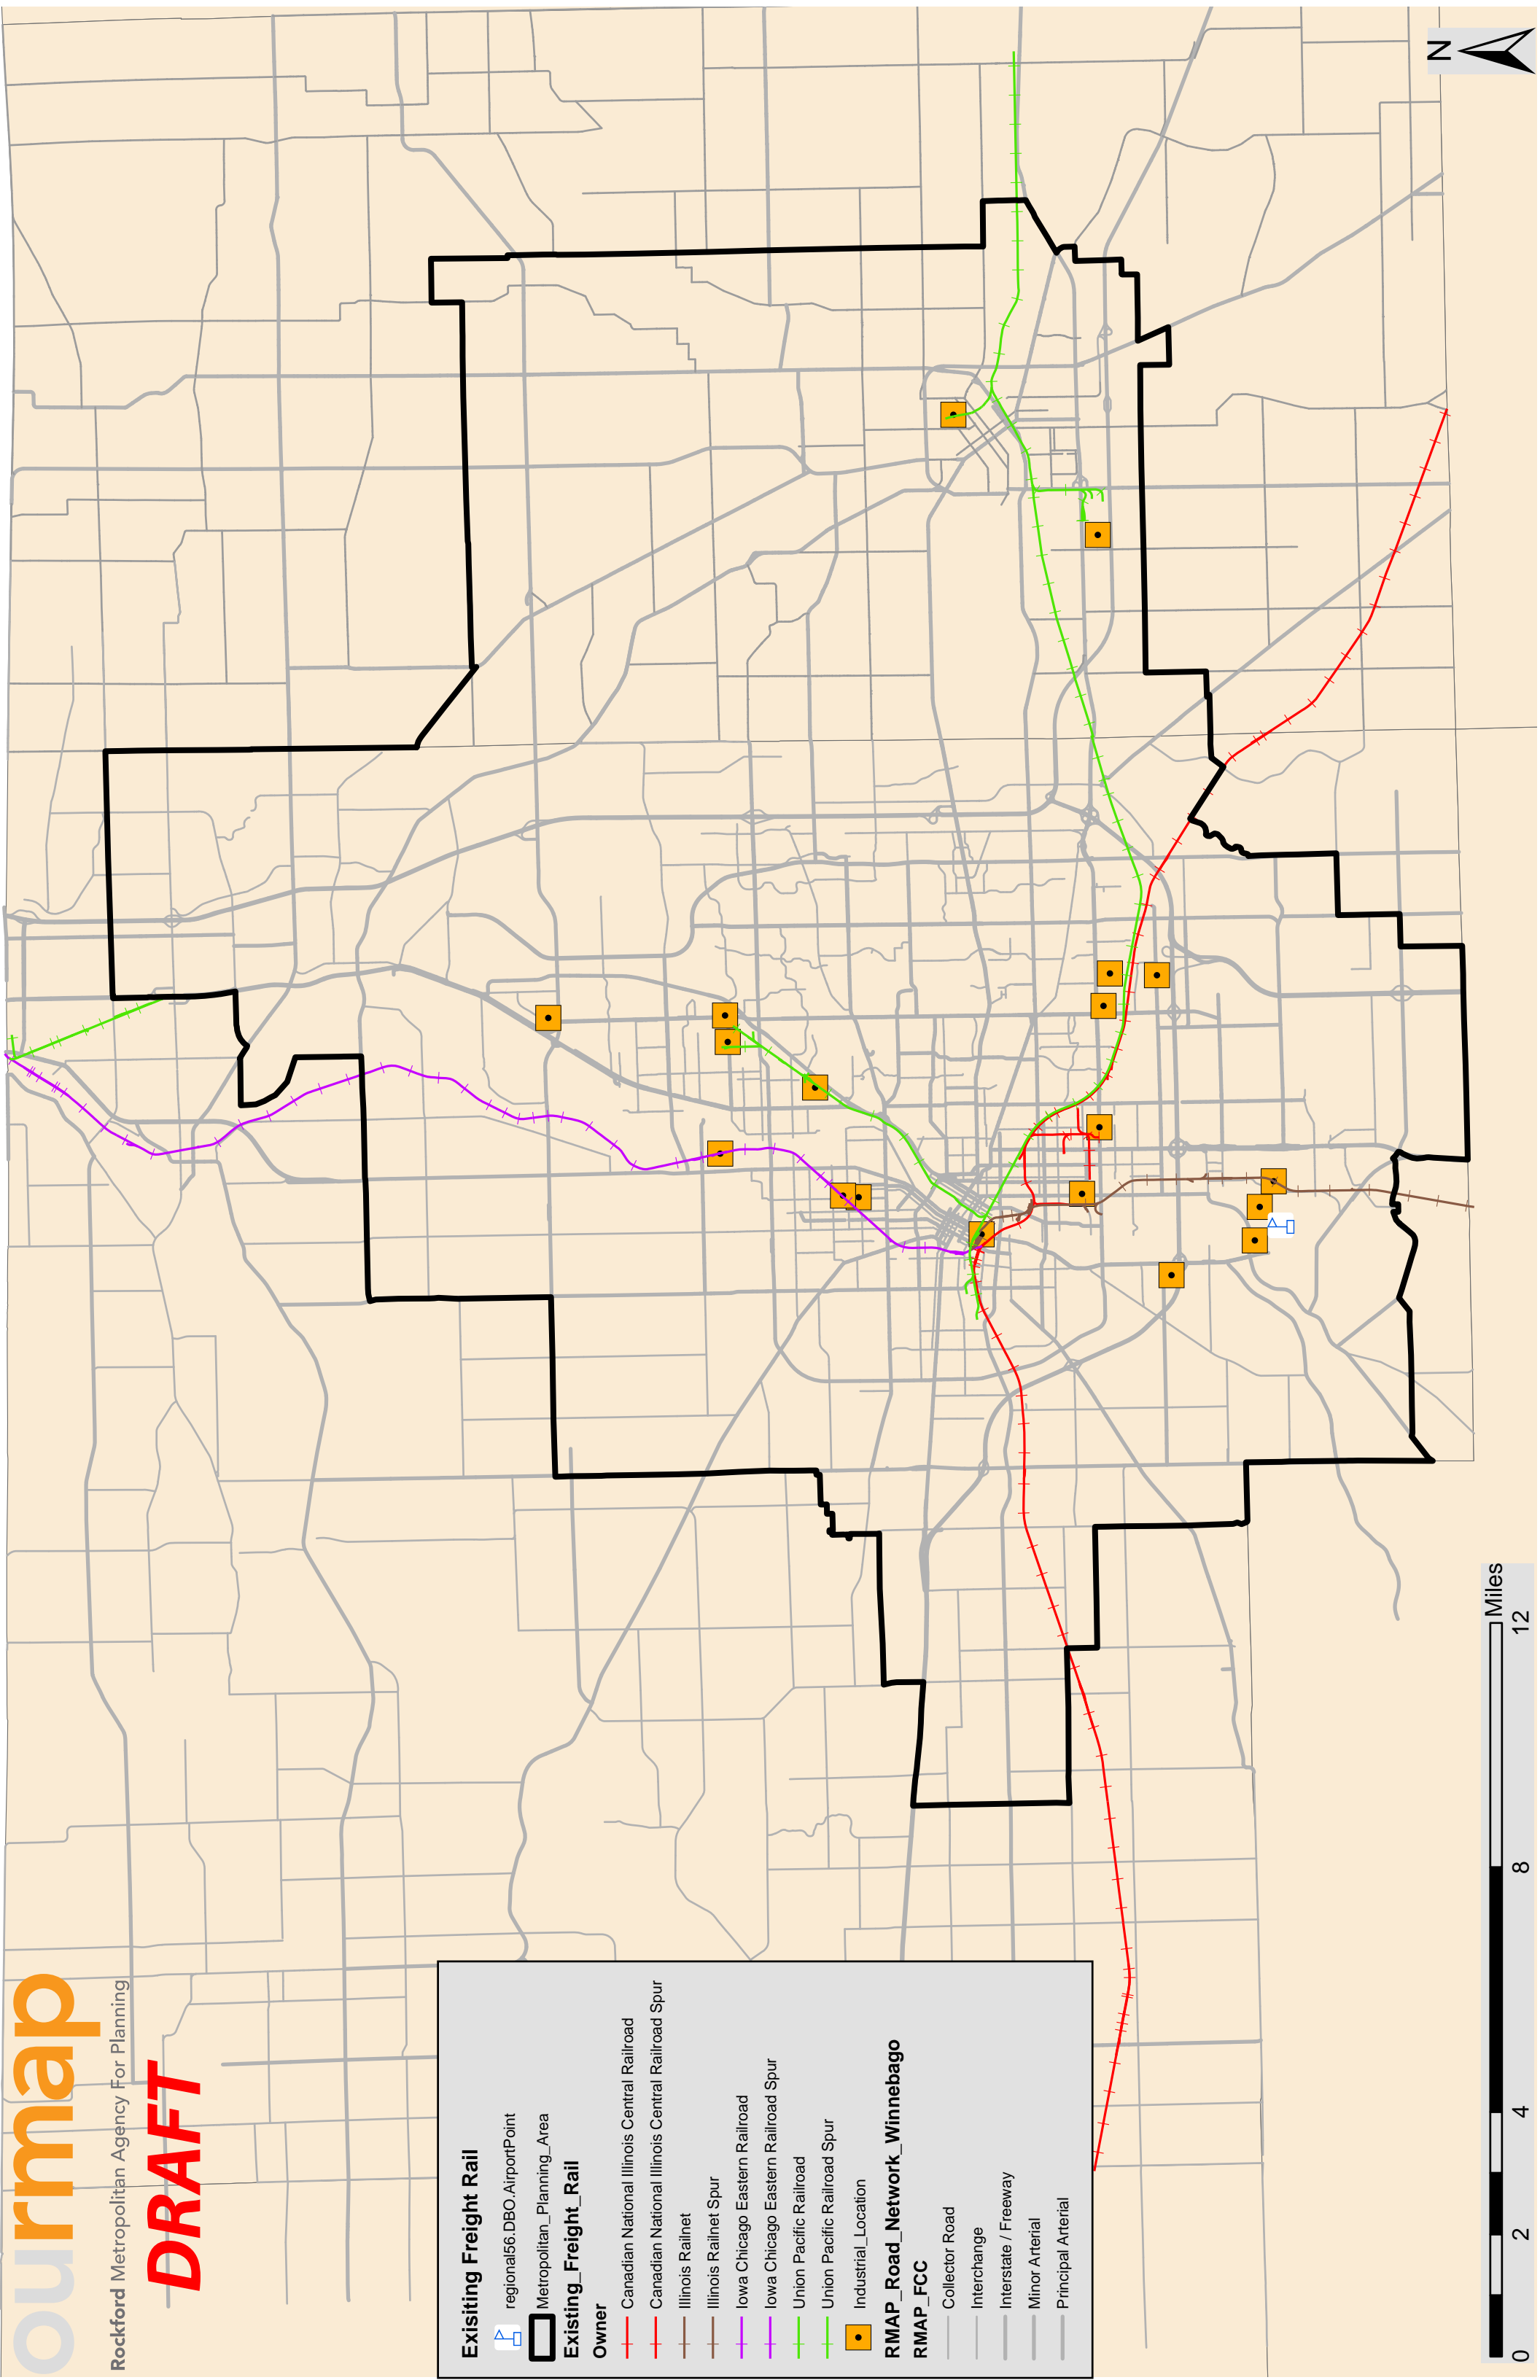 ourmap
Rockford Metropolitan Agency For Planning
DRAFT
Exisiting Freight Rail
regional56.DBO.AirportPoint
Metropolitan_Planning_Area
Existing_Freight_Rail
Owner
Canadian National Illinois Central Railroad
Canadian National Illinois Central Railroad Spur
Illinois Railnet
Illinois Railnet Spur
Iowa Chicago Eastern Railroad
Iowa Chicago Eastern Railroad Spur
Union Pacific Railroad
Union Pacific Railroad Spur
Industrial_Location
RMAP_Road_Network_Winnebago
RMAP_FCC
Collector Road
Interchange
Interstate / Freeway
Minor Arterial
Principal Arterial
N
Miles
0 2 4 8 12